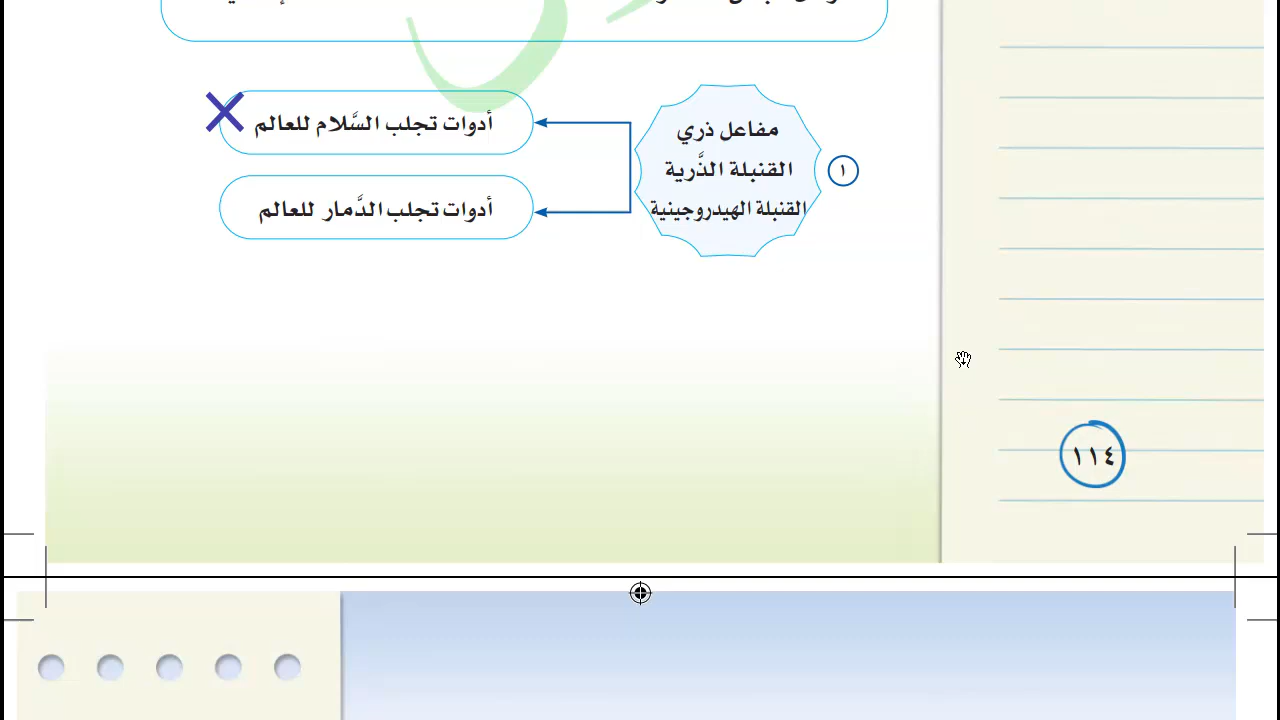 ١
مفاعل ذري
القنبلة الذَّرية
القنبلة الهيدروجينية
أدوات تجلب السَّلام للعالم
أدوات تجلب الدَّمار للعالم
١١٤